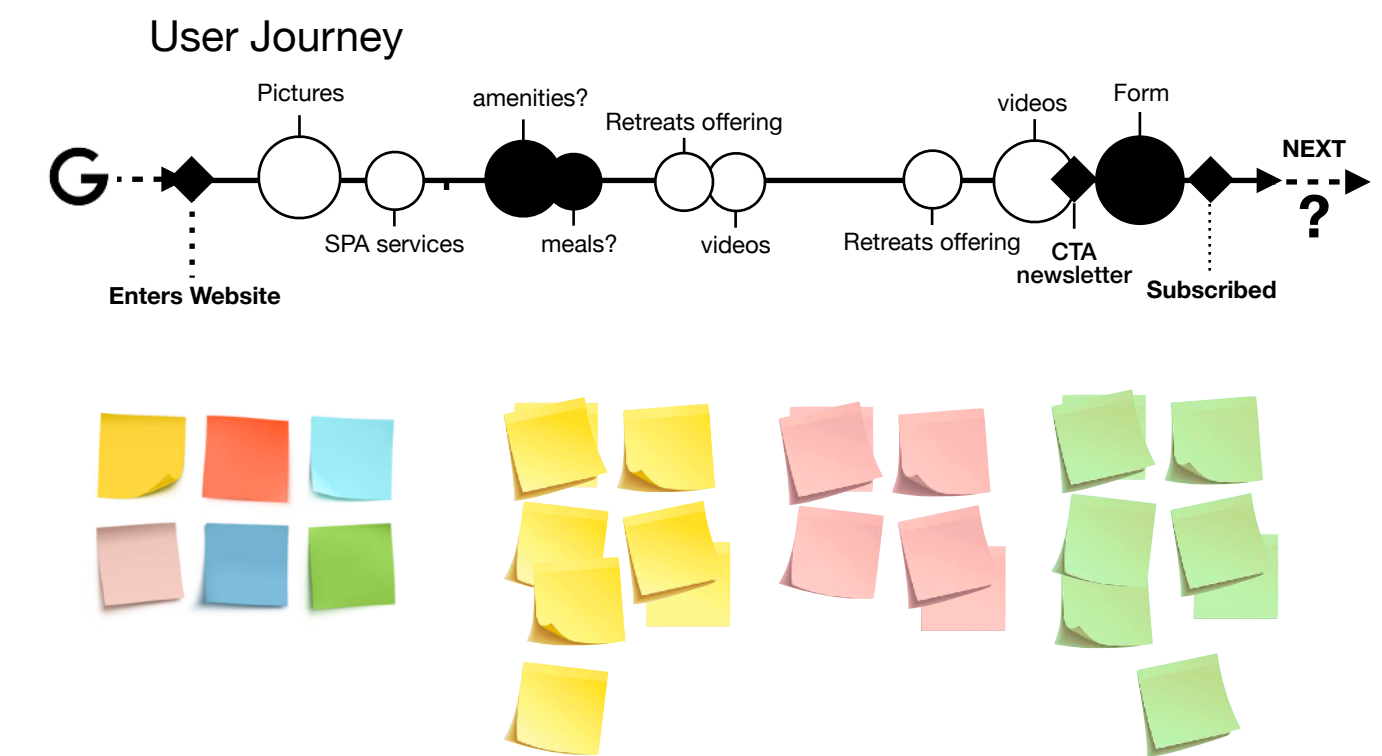 User Journey
Pictures
amenities?
Retreats offering
videos
Form
NEXT
G
?
SPA services
meals?
videos
Retreats offering
CTA
newsletter
Enters Website
Subscribed